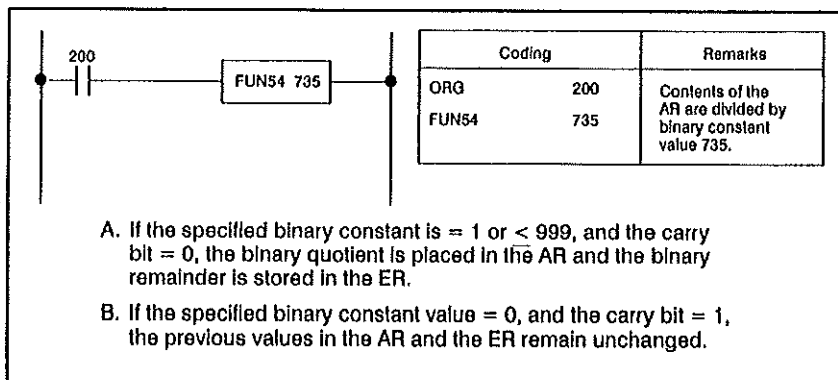 200
FUN54 735
Coding Remarks
ORG 200 Contents of the
AR are divided by
FUN54 735 binary constant
value 735.
A. If the specified binary constant is = 1 or ≤ 999, and the carry
bit = 0, the binary quotient is placed in the AR and the binary
remainder is stored in the ER.
B. If the specified binary constant value = 0, and the carry bit = 1,
the previous values in the AR and the ER remain unchanged.